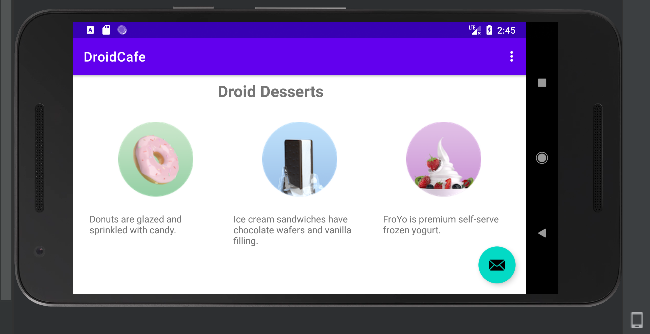 LTE 2:45
DroidCafe
Droid Desserts
Donuts are glazed and
sprinkled with candy.
Ice cream sandwiches have
chocolate wafers and vanilla
filling.
FroYo is premium self-serve
frozen yogurt.